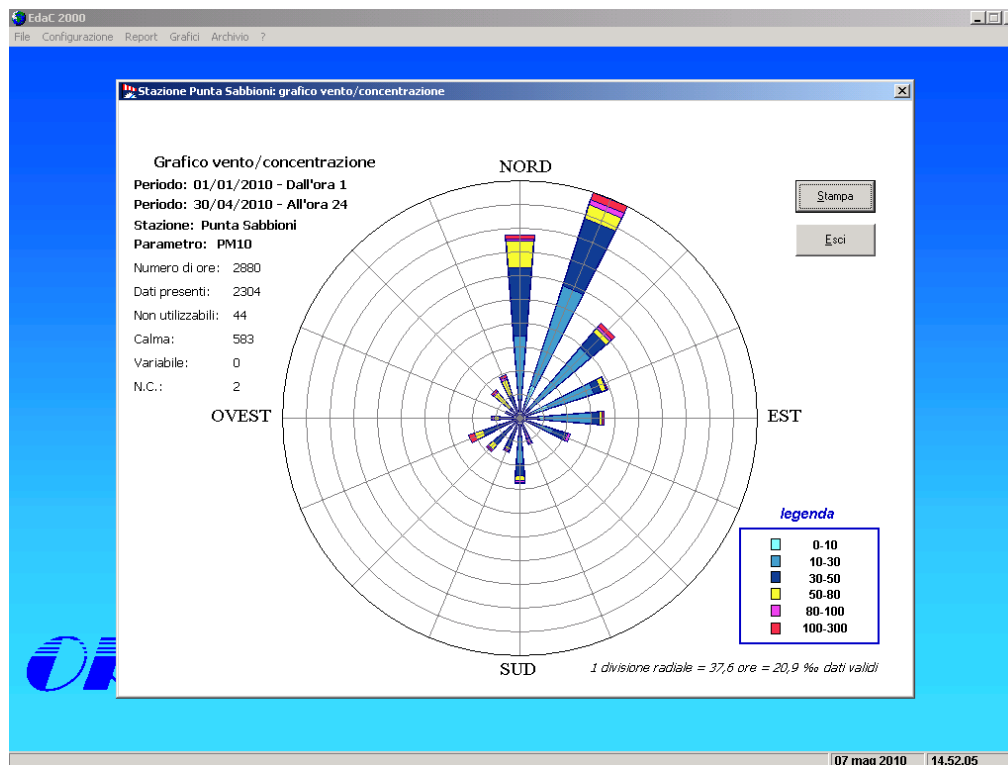 EdaC 2000
File Configurazione Report Grafici Archivio ?
Stazione Punta Sabbioni: grafico vento/concentrazione
Grafico vento/concentrazione
Periodo: 01/01/2010 - Dall'ora 1
Periodo: 30/04/2010 - All'ora 24
Stazione: Punta Sabbioni
Parametro: PM10
Numero di ore: 2880
Dati presenti: 2304
Non utilizzabili: 44
Calma: 583
Variabile: 0
N.C.: 2
NORD
OVEST
EST
SUD
Stampa
Esci
legenda
0-10
10-30
30-50
50-80
80-100
100-300
1 divisione radiale = 37,6 ore = 20,9 ‰ dati validi
07 mag 2010 14.52.05